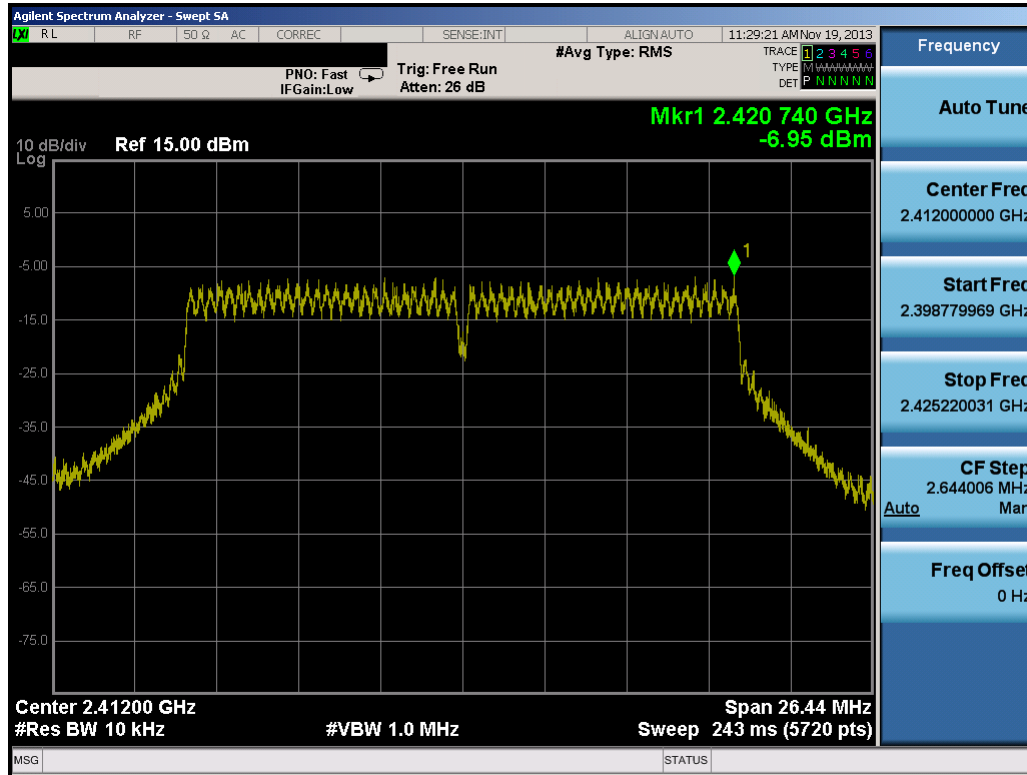 Agilent Spectrum Analyzer - Swept SA
LXI RL RF 50 Ω AC CORREC SENSE:INT ALIGN AUTO 11:29:21 AM Nov 19, 2013
PNO: Fast
IFGain:Low
Trig: Free Run
Atten: 26 dB
#Avg Type: RMS
TRACE 1 2 3 4 5 6
TYPE M WWWWW
DET P N N N N N
Mkr1 2.420 740 GHz
-6.95 dBm
10 dB/div
Log
Ref 15.00 dBm
5.00
-5.00
-15.0
-25.0
-35.0
-45.0
-55.0
-65.0
-75.0
1
Center 2.41200 GHz
#Res BW 10 kHz
#VBW 1.0 MHz
Span 26.44 MHz
Sweep 243 ms (5720 pts)
Frequency
Auto Tune
Center Freq
2.412000000 GHz
Start Freq
2.398779969 GHz
Stop Freq
2.425220031 GHz
CF Step
2.644006 MHz
Auto Man
Freq Offset
0 Hz
MSG
STATUS